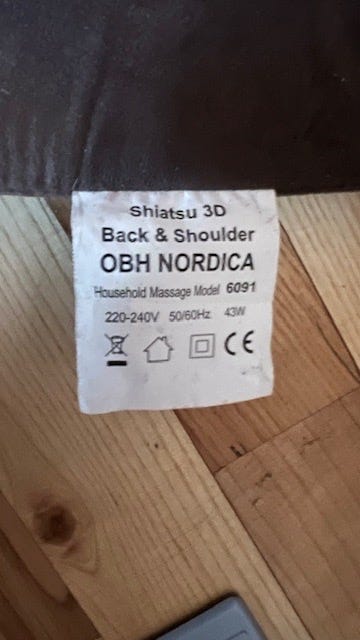 Shiatsu 3D
Back & Shoulder
OBH NORDICA
Household Massage Model 6091
220-240V 50/60Hz 43W
CE